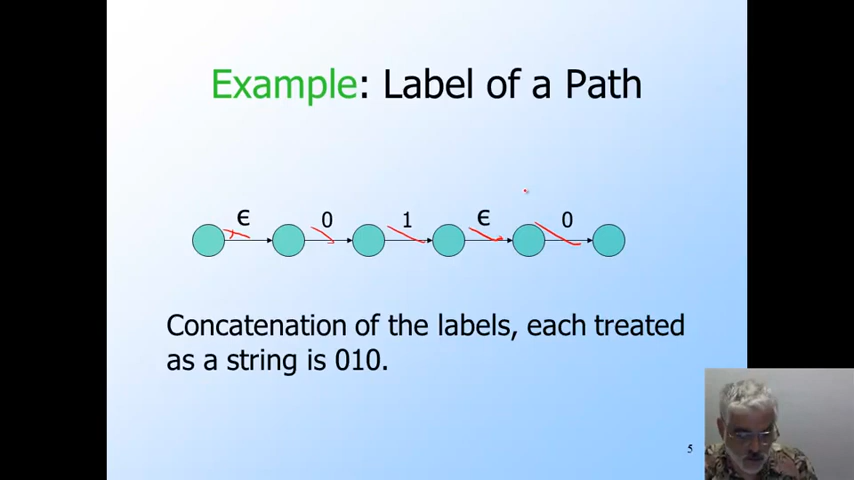 Example: Label of a Path
ϵ 0 1 ϵ 0
Concatenation of the labels, each treated
as a string is 010.
5